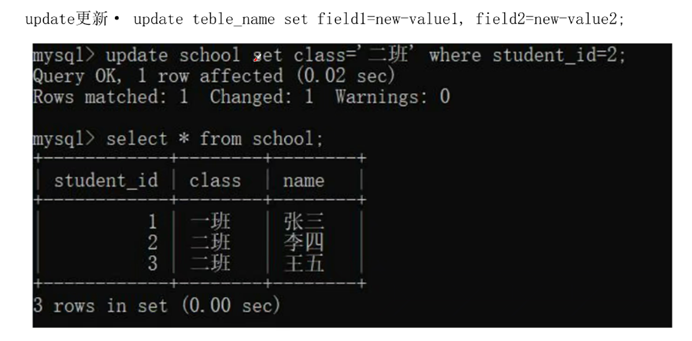 update更新• update teble_name set field1=new-value1, field2=new-value2;
mysql> update school set class='二班' where student_id=2;
Query OK, 1 row affected (0.02 sec)
Rows matched: 1  Changed: 1  Warnings: 0
mysql> select * from school;
+------------+-------+--------+
| student_id | class | name |
+------------+-------+--------+
| 1 | 一班 | 张三
| 2 | 二班 | 李四
| 3 | 二班 | 王五
+------------+-------+--------+
3 rows in set (0.00 sec)